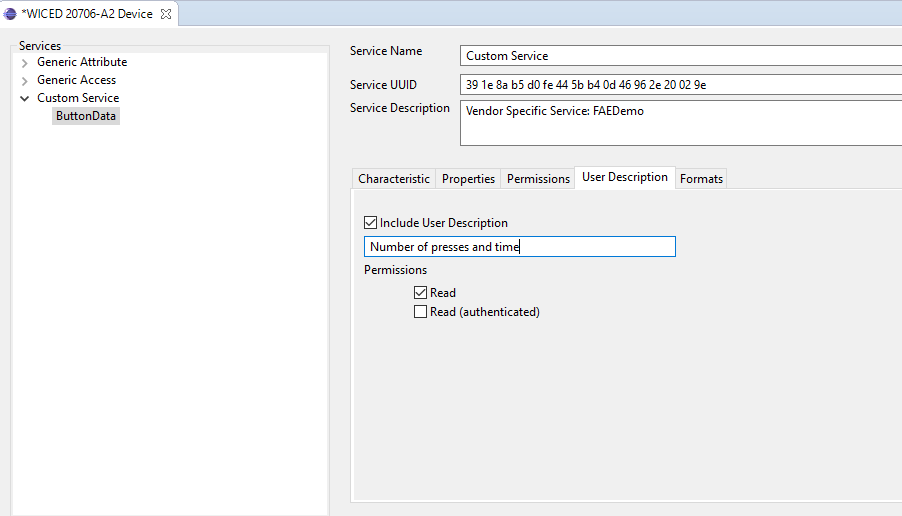 *WICED 20706-A2 Device
Services
Generic Attribute
Generic Access
Custom Service
ButtonData
Service Name
Custom Service
Service UUID
39 1e 8a b5 d0 fe 44 5b b4 0d 46 96 2e 20 02 9e
Service Description
Vendor Specific Service: FAEDemo
Characteristic Properties Permissions User Description Formats
Include User Description
Number of presses and time
Permissions
Read
Read (authenticated)